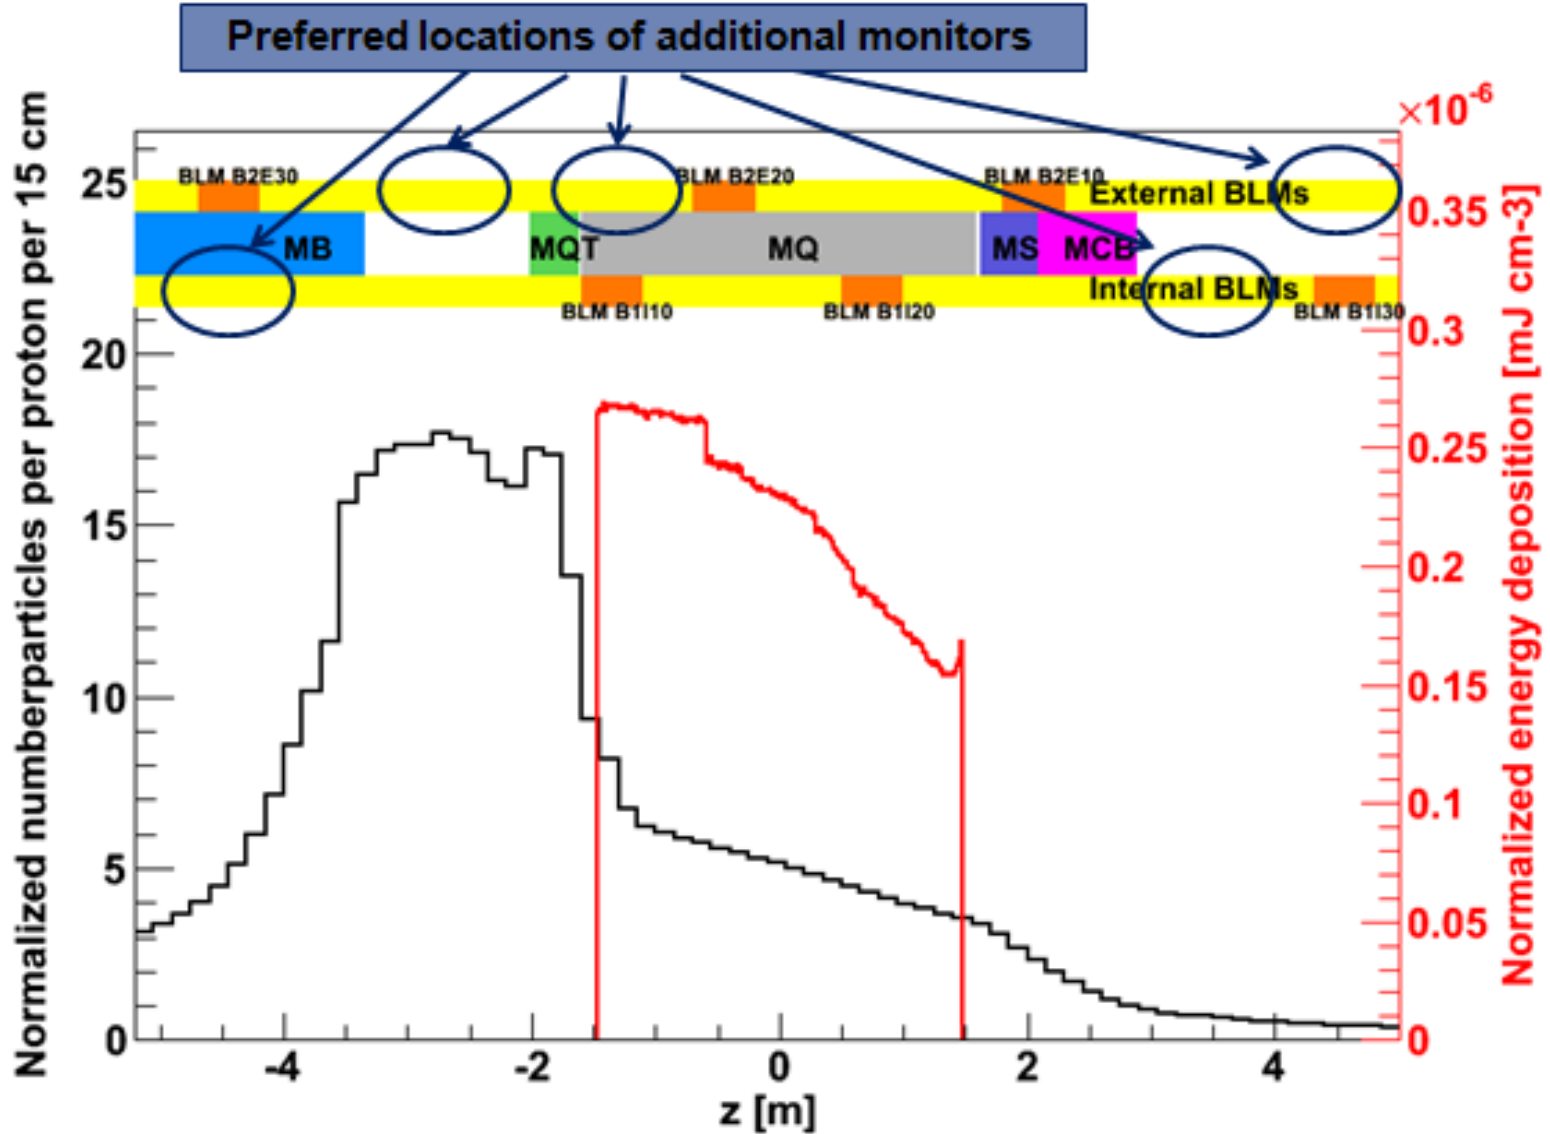 Preferred locations of additional monitors
×10-6
Normalized numberparticles per proton per 15 cm
25
20
15
10
5
0
BLM B2E30
BLM B2E20
BLM B2E10
External BLMs
MB
MQT
MQ
MS
MCB
Internal BLMs
BLM B1I10
BLM B1I20
BLM B1I30
0.35
0.3
0.25
0.2
0.15
0.1
0.05
0
Normalized energy deposition [mJ cm-3]
-4
-2
0
2
4
z [m]